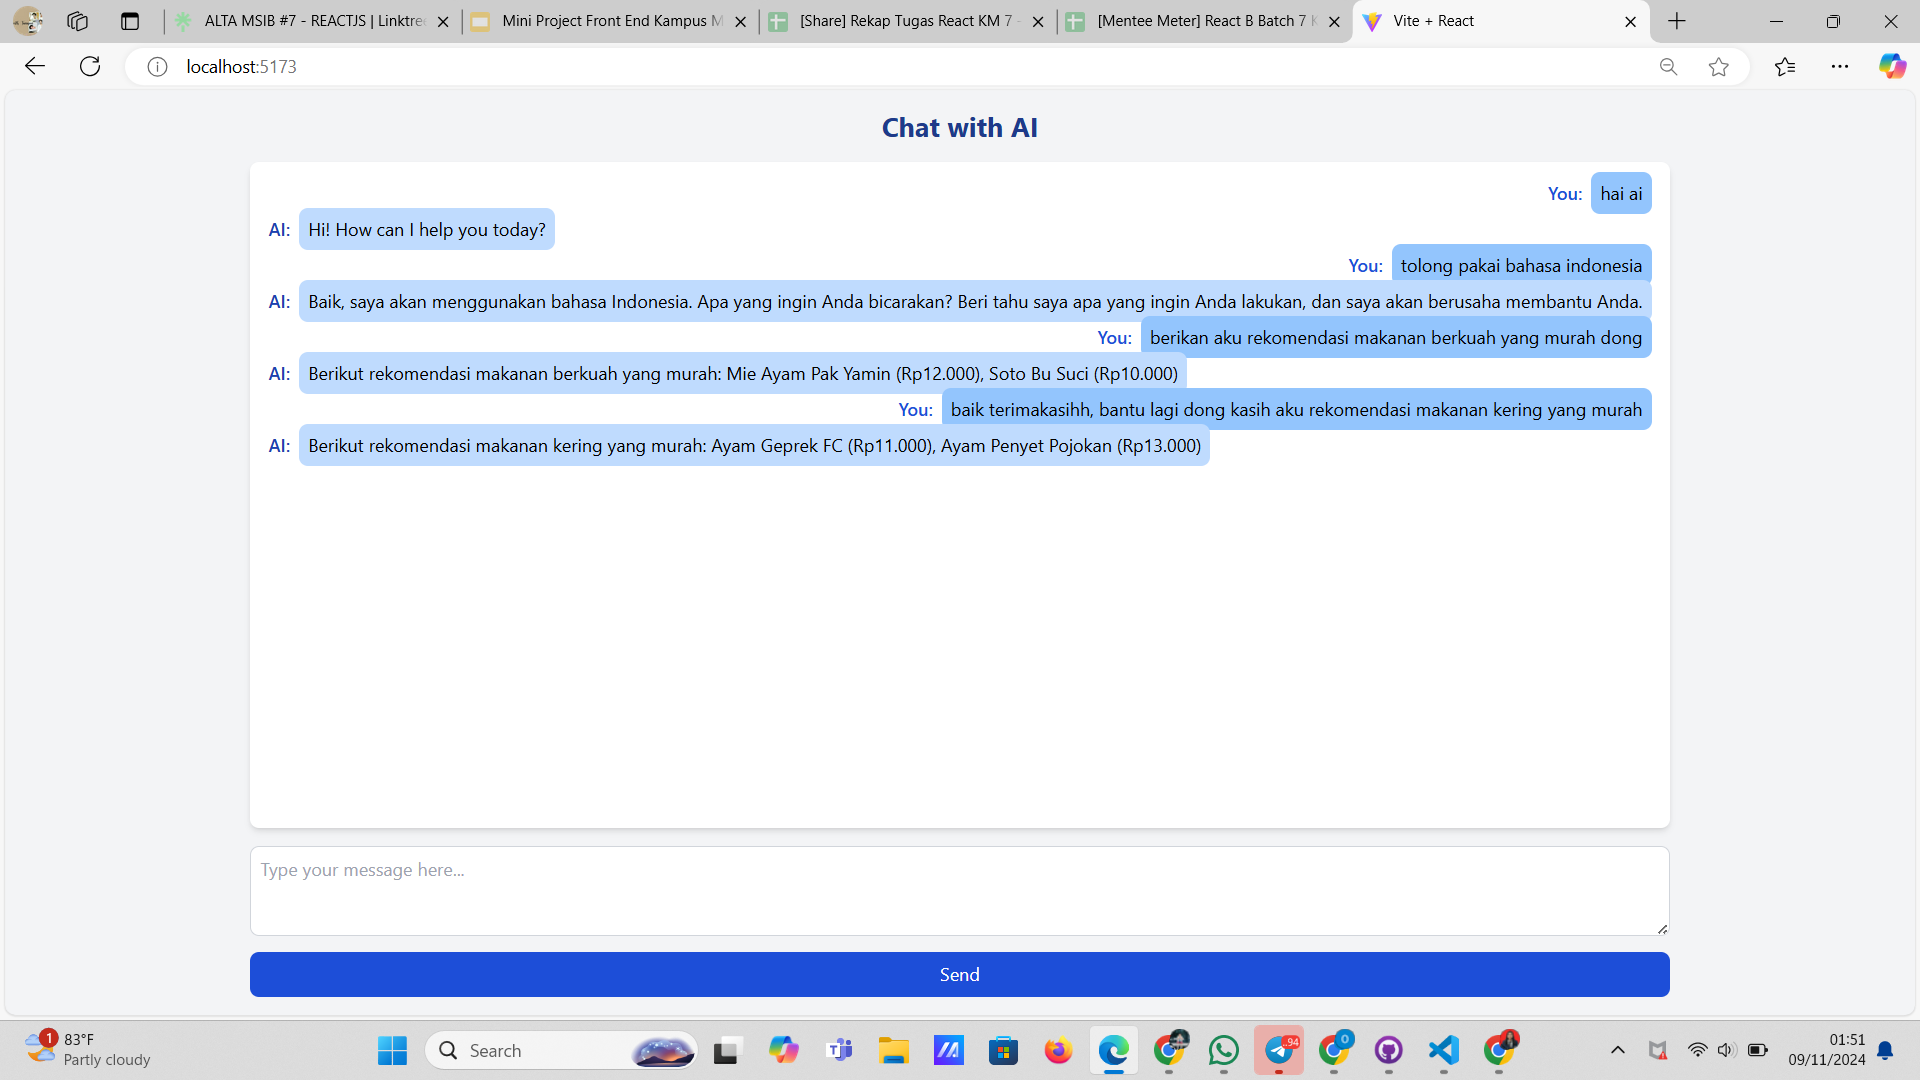 ALTA MSIB #7 - REACTJS | Linktree
Mini Project Front End Kampus M
[Share] Rekap Tugas React KM 7 -
[Mentee Meter] React B Batch 7 K
Vite + React
localhost:5173
Chat with AI
You: hai ai
AI: Hi! How can I help you today?
You: tolong pakai bahasa indonesia
AI: Baik, saya akan menggunakan bahasa Indonesia. Apa yang ingin Anda bicarakan? Beri tahu saya apa yang ingin Anda lakukan, dan saya akan berusaha membantu Anda.
You: berikan aku rekomendasi makanan berkuah yang murah dong
AI: Berikut rekomendasi makanan berkuah yang murah: Mie Ayam Pak Yamin (Rp12.000), Soto Bu Suci (Rp10.000)
You: baik terimakasihh, bantu lagi dong kasih aku rekomendasi makanan kering yang murah
AI: Berikut rekomendasi makanan kering yang murah: Ayam Geprek FC (Rp11.000), Ayam Penyet Pojokan (Rp13.000)
Type your message here...
Send
1
83°F
Partly cloudy
Search
94
0
01:51
09/11/2024